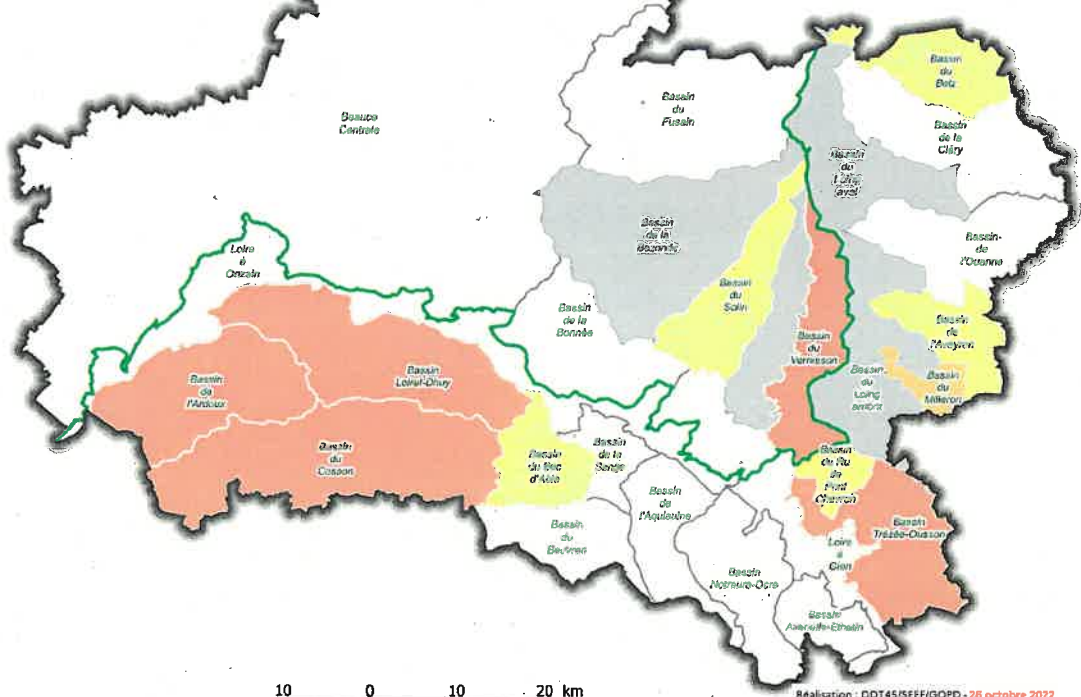 Beauce
Centrale
Bassin
du
Fusain
Bassin
du
Betz
Bassin
de la
Cléry
Bassin
du
Loing
aval
Bassin
de
l'Ouanne
Bassin
de la
Bezonde
Loire
à
Onzain
Bassin
du
Solin
Bassin
de la
Bonnée
Bassin
du
Vernisson
Bassin
de
l'Aveyron
Bassin
du
Milleron
Bassin
du
Loing
amont
Bassin
de
l'Ardoux
Bassin
Loiret-Dhuy
Bassin
du
Cosson
Bassin
du Bec
d'Able
Bassin
de la
Sange
Bassin
du Ru
de
Pont
Chevron
Bassin
de
l'Aquiaulne
Bassin
Trézée-Ousson
Bassin
du
Beuvron
Loire
à
Gien
Bassin
Notreure-Ocre
Bassin
Avenelle-Ethelin
10 0 10 20 km
Réalisation : DDT45/SEEF/GOPD - 26 octobre 2022